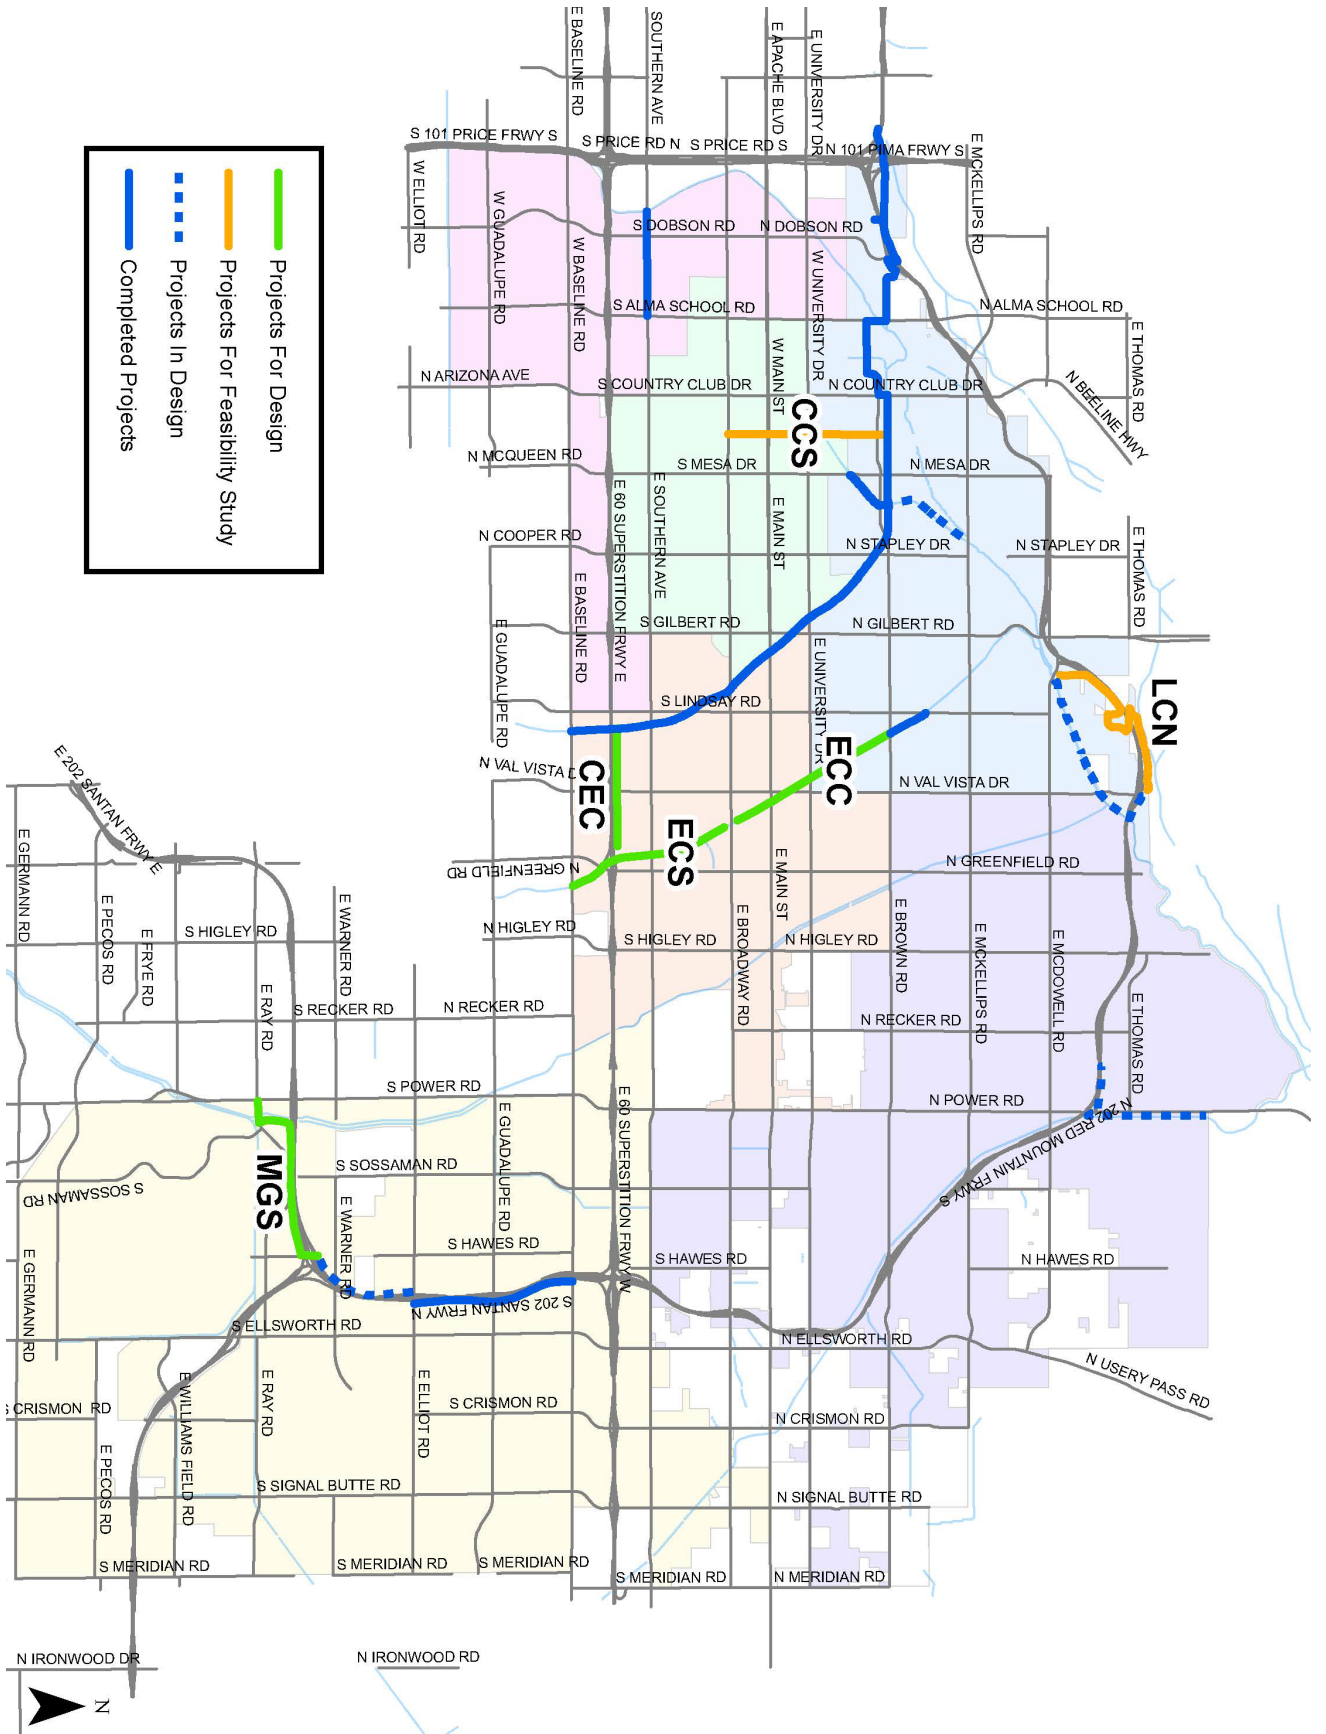 E BASELINE RD
SOUTHERN AVE
E APACHE BLVD
E UNIVERSITY DR
E MCKELLIPS RD
S 101 PRICE FRWY S
S PRICE RD N
S PRICE RD S
N 101 PIMA FRWY S
W ELLIOT RD
W GUADALUPE RD
W BASELINE RD
S DOBSON RD
N DOBSON RD
W UNIVERSITY DR
S ALMA SCHOOL RD
N ALMA SCHOOL RD
E THOMAS RD
W MAIN ST
N ARIZONA AVE
S COUNTRY CLUB DR
N COUNTRY CLUB DR
N BEELINE HWY
CCS
N MCQUEEN RD
S MESA DR
N MESA DR
E 60 SUPERSTITION FRWY E
E SOUTHERN AVE
E MAIN ST
N COOPER RD
N STAPLEY DR
N STAPLEY DR
E THOMAS RD
E BASELINE RD
E GUADALUPE RD
S GILBERT RD
N GILBERT RD
E UNIVERSITY DR
S LINDSAY RD
LCN
ECC
CEC
ECS
N VAL VISTA D
N VAL VISTA DR
E 202 SANTAN FRWY E
N GREENFIELD RD
N GREENFIELD RD
E GERMANN RD
E PECOS RD
E FRYE RD
S HIGLEY RD
E WARNER RD
N HIGLEY RD
S HIGLEY RD
E BROADWAY RD
E MAIN ST
N HIGLEY RD
E BROWN RD
E MCKELLIPS RD
E MCDOWELL RD
E THOMAS RD
E RAY RD
S RECKER RD
N RECKER RD
N RECKER RD
S POWER RD
N POWER RD
E GUADALUPE RD
E 60 SUPERSTITION FRWY W
N 202 RED MOUNTAIN FRWY S
MGS
S SOSSAMAN RD
S SOSSAMAN RD
E WARNER RD
S HAWES RD
S HAWES RD
N HAWES RD
E GERMANN RD
S 202 SANTAN FRWY N
S ELLSWORTH RD
N ELLSWORTH RD
N USERY PASS RD
S CRISMON RD
E WILLIAMS FIELD RD
E RAY RD
E ELLIOT RD
S CRISMON RD
N CRISMON RD
E PECOS RD
S SIGNAL BUTTE RD
N SIGNAL BUTTE RD
S MERIDIAN RD
S MERIDIAN RD
S MERIDIAN RD
S MERIDIAN RD
N MERIDIAN RD
N IRONWOOD DR
N IRONWOOD RD
N
Projects For Design
Projects For Feasibility Study
Projects In Design
Completed Projects